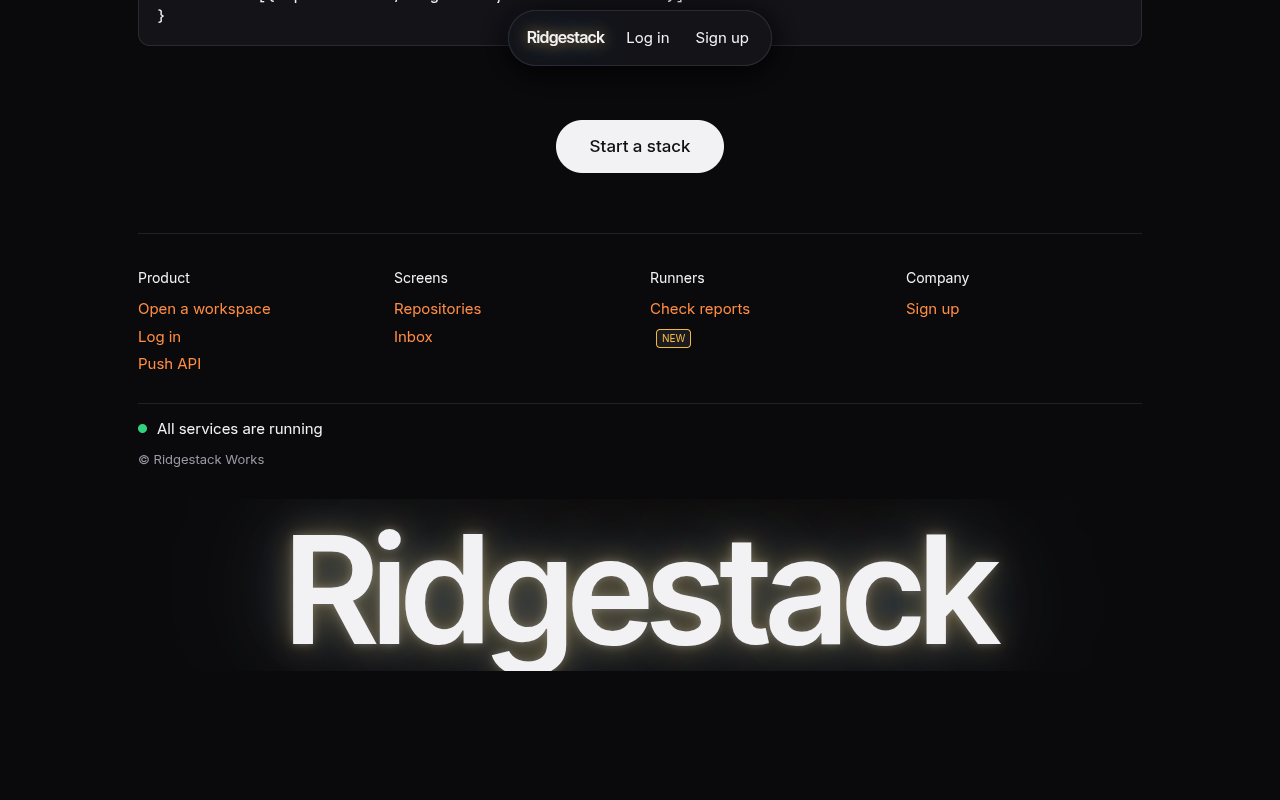 }
Ridgestack Log in Sign up
Start a stack
Product
Open a workspace
Log in
Push API
Screens
Repositories
Inbox
Runners
Check reports
NEW
Company
Sign up
All services are running
© Ridgestack Works
Ridgestack